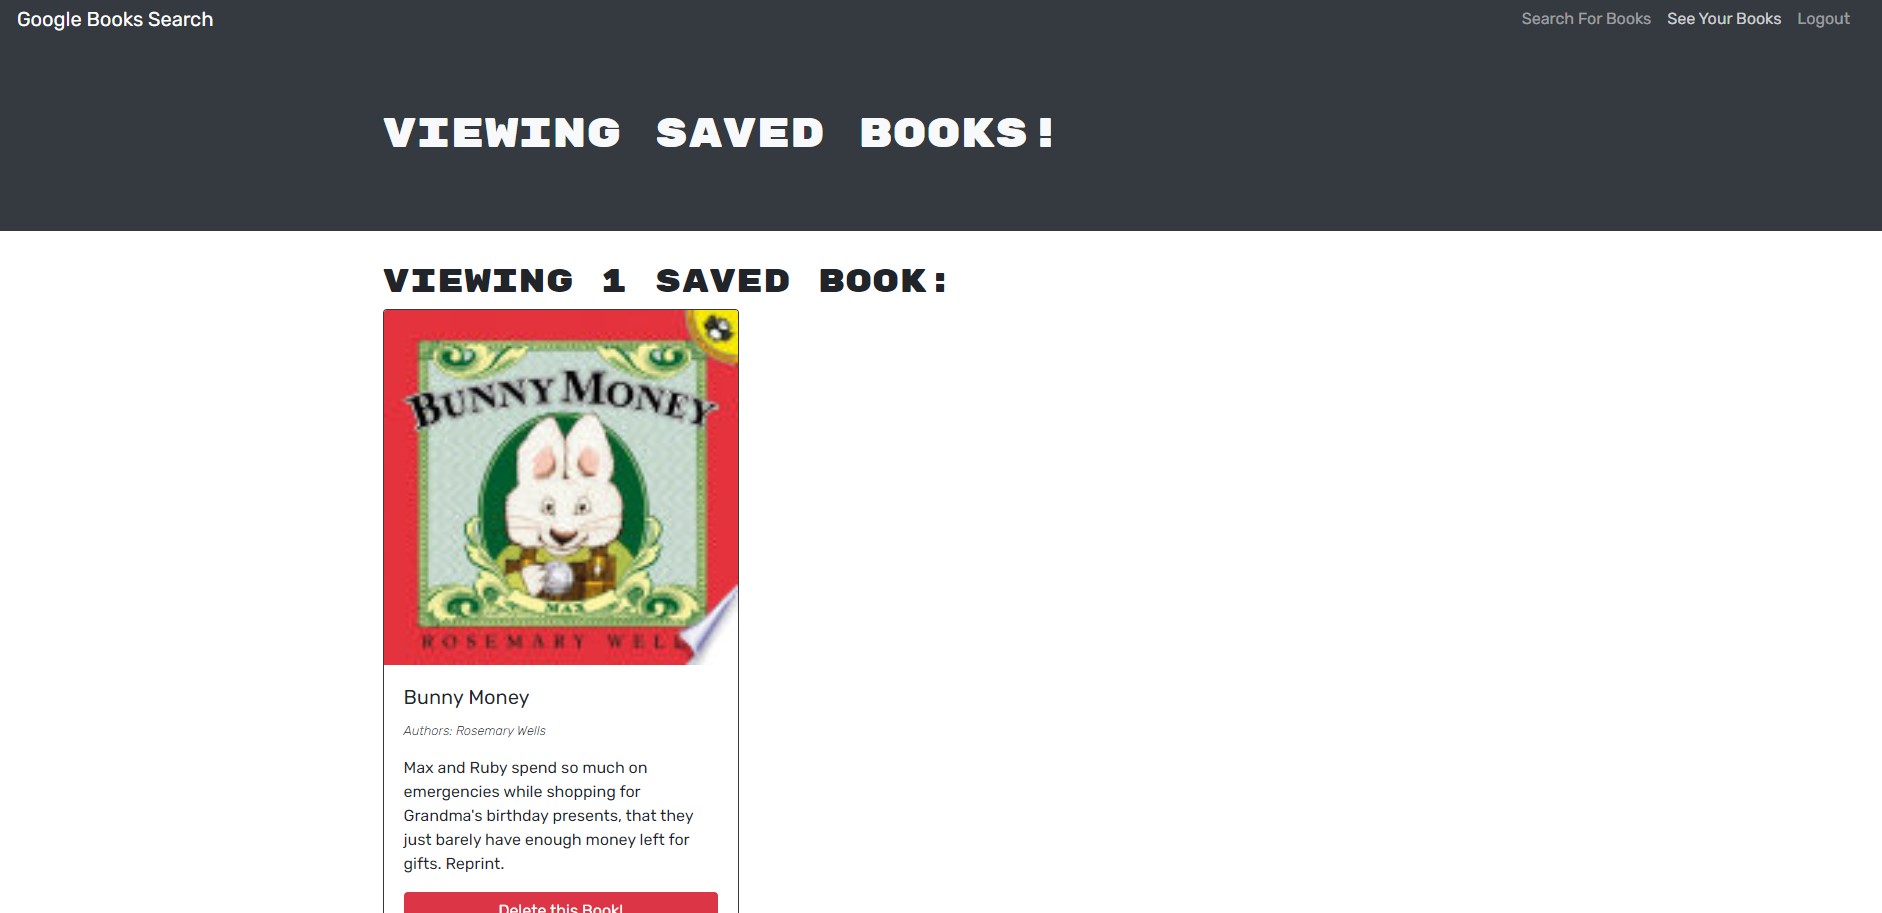 Google Books Search
Search For Books See Your Books Logout
VIEWING SAVED BOOKS!
VIEWING 1 SAVED BOOK:
BUNNY MONEY
MAX
ROSEMARY WELL
Bunny Money
Authors: Rosemary Wells
Max and Ruby spend so much on
emergencies while shopping for
Grandma's birthday presents, that they
just barely have enough money left for
gifts. Reprint.
Delete this Book!